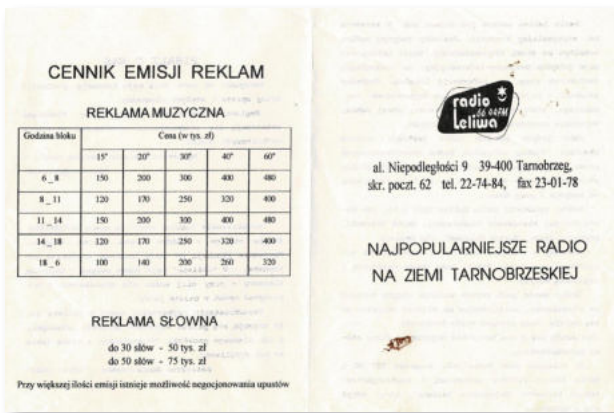 CENNIK EMISJI REKLAM
REKLAMA MUZYCZNA
Godzina bloku Cena (w tys. zł)
15" 20" 30" 40" 60"
6 _ 8 150 200 300 400 480
8 _ 11 120 170 250 320 400
11 _ 14 150 200 300 400 480
14 _ 18 120 170 250 320 400
18 _ 6 100 140 200 260 320
REKLAMA SŁOWNA
do 30 słów - 50 tys. zł
do 50 słów - 75 tys. zł
Przy większej ilości emisji istnieje możliwość negocjonowania upustów
radio
66 04FM
Leliwa
al. Niepodległości 9 39-400 Tarnobrzeg,
skr. poczt. 62 tel. 22-74-84, fax 23-01-78
NAJPOPULARNIEJSZE RADIO
NA ZIEMI TARNOBRZESKIEJ